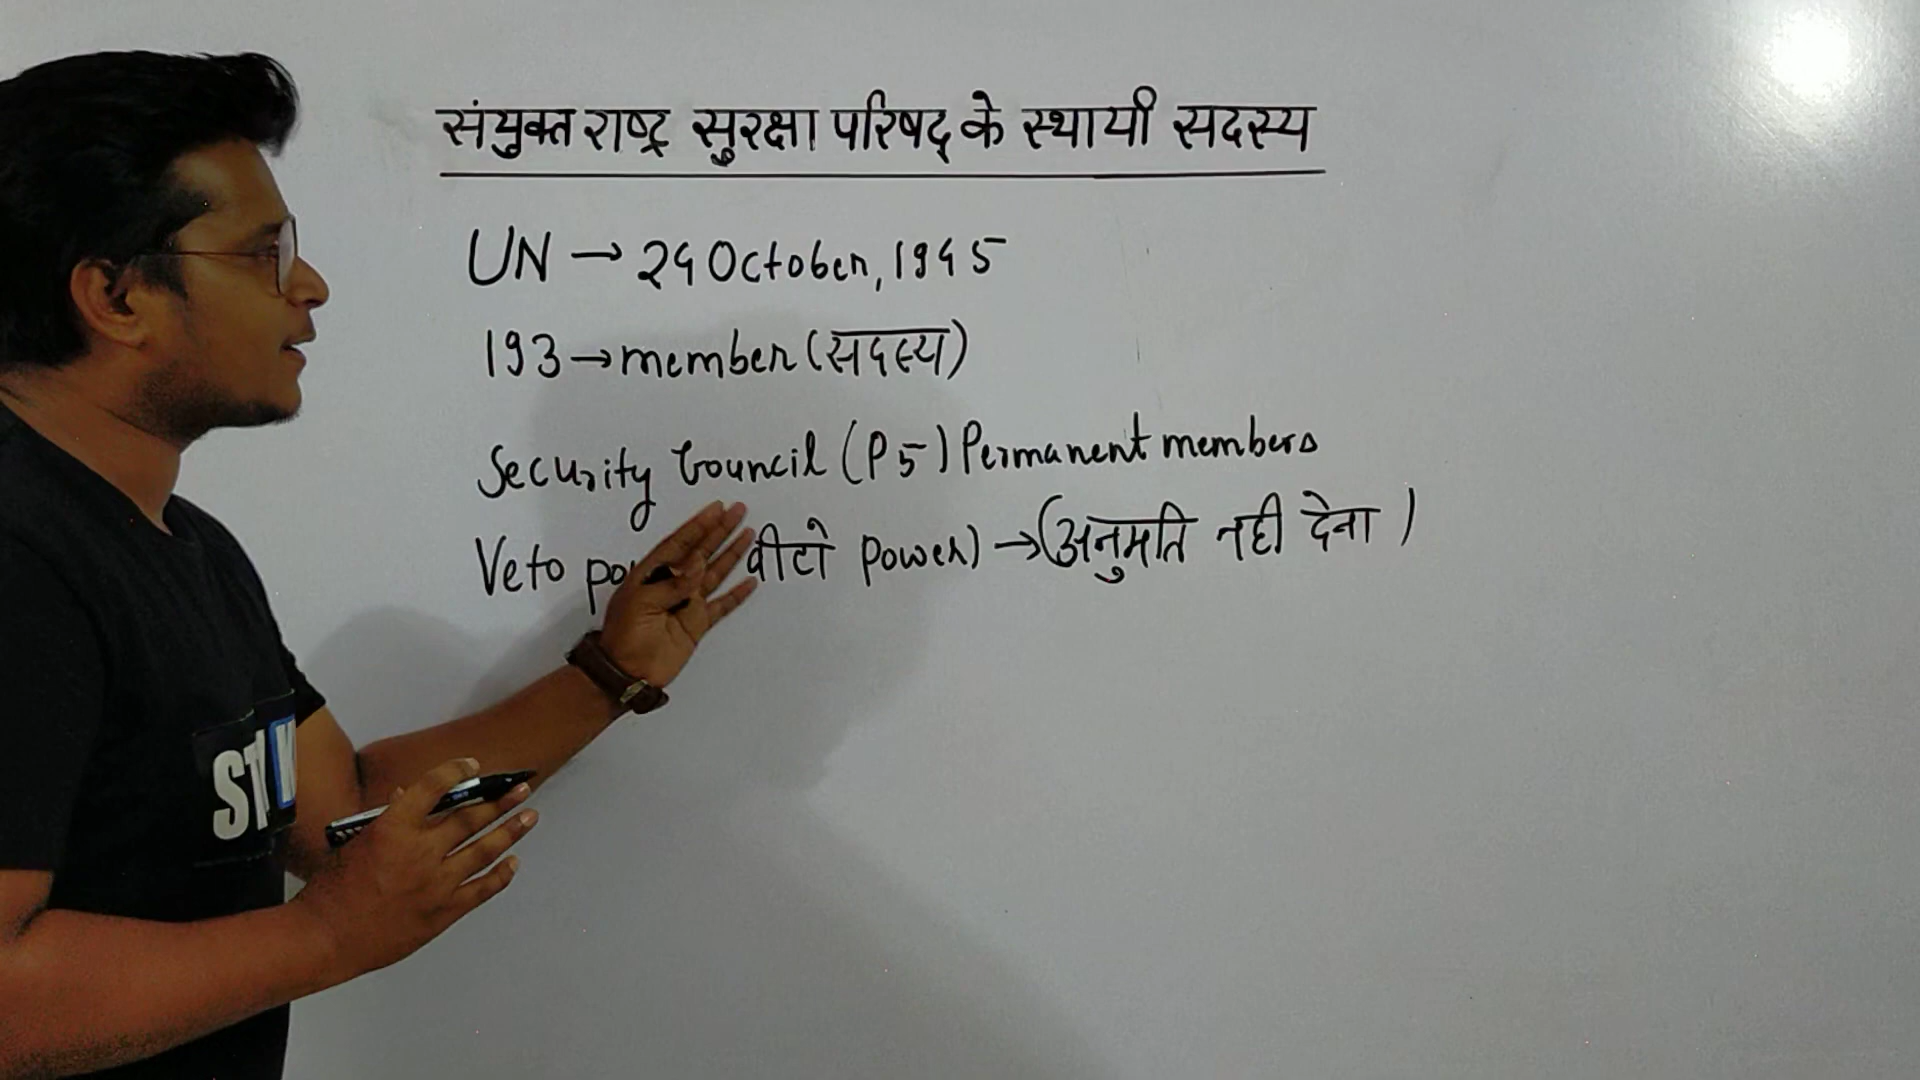 संयुक्त राष्ट्र सुरक्षा परिषद् के स्थायी सदस्य
UN → 24 October, 1945
193 → member (सदस्य)
Security Council (P5) Permanent members
Veto वीटो power) → (अनुमति नही देना)